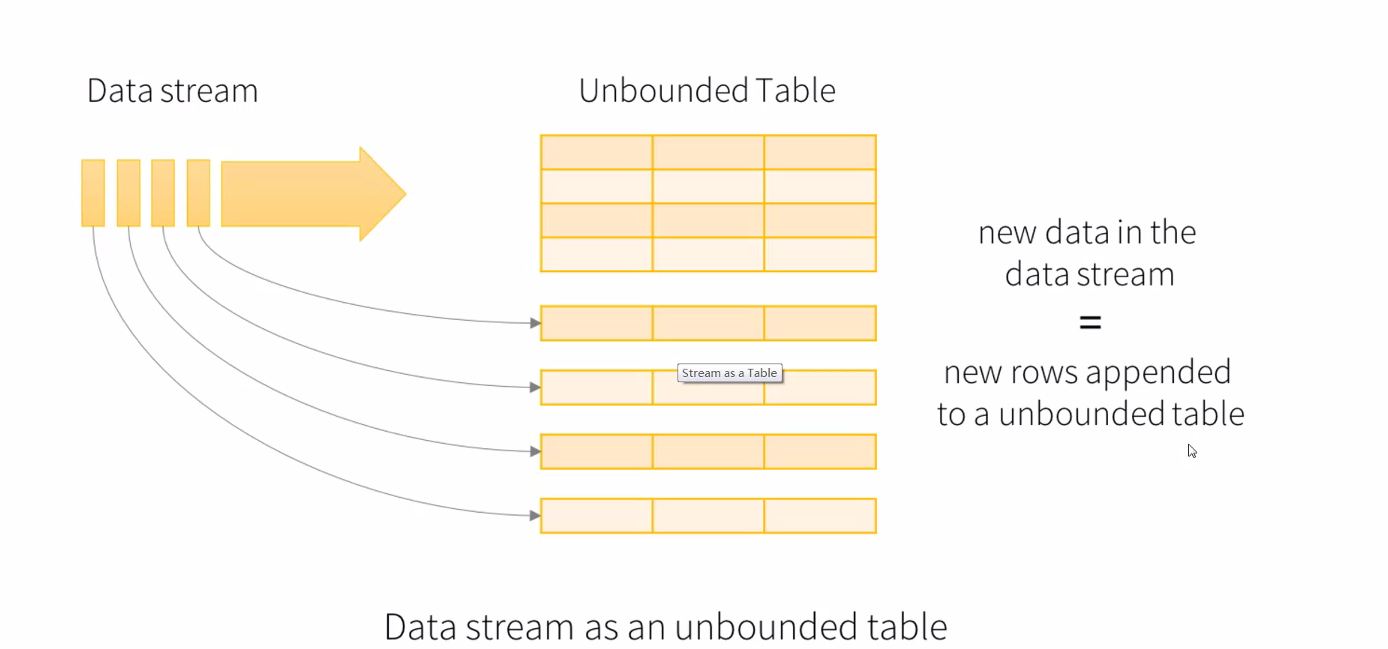 Data stream
Unbounded Table
new data in the
data stream
=
new rows appended
to a unbounded table
Stream as a Table
Data stream as an unbounded table